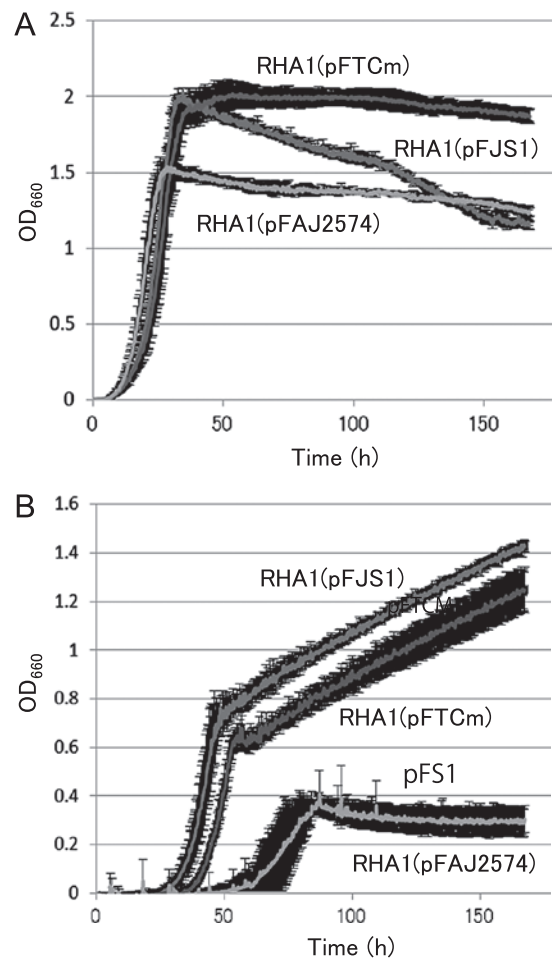 A
2.5
2
1.5
1
0.5
0
OD660
RHA1(pFTCm)
RHA1(pFJS1)
RHA1(pFAJ2574)
0
50
100
150
Time (h)
B
1.6
1.4
1.2
1
0.8
0.6
0.4
0.2
0
OD660
RHA1(pFJS1)
pFTCM
RHA1(pFTCm)
pFS1
RHA1(pFAJ2574)
0
50
100
150
Time (h)